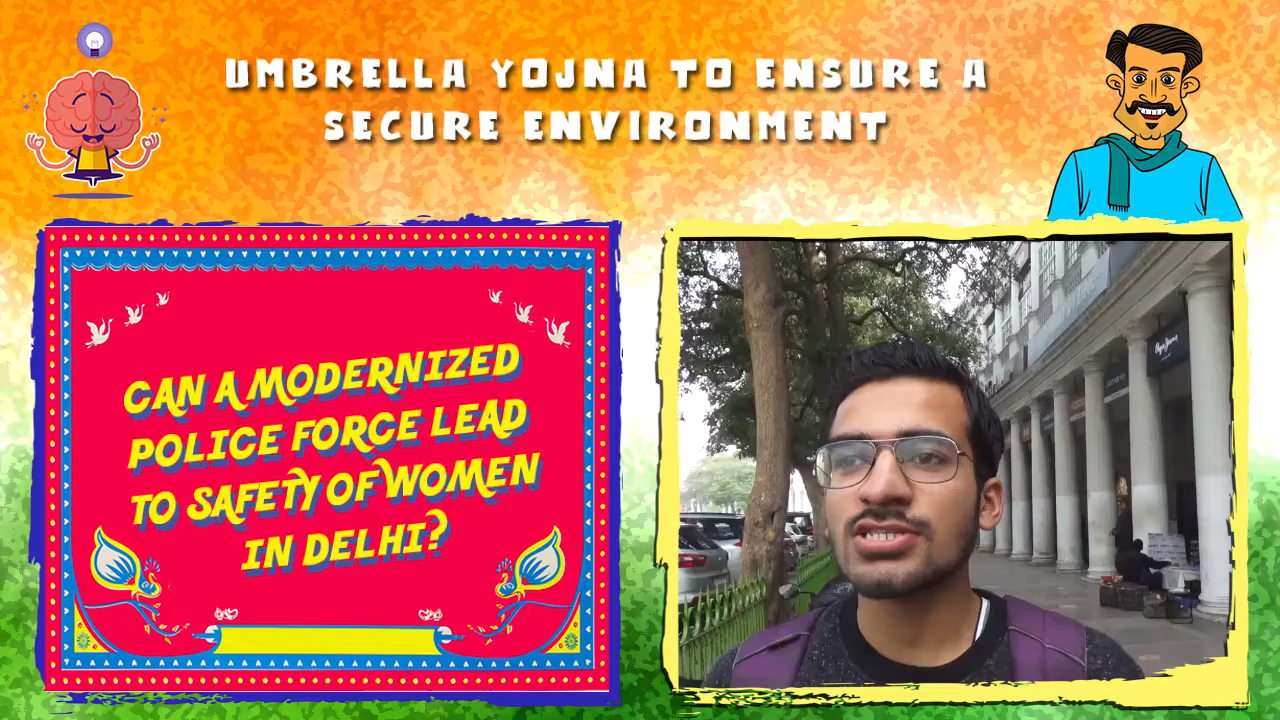 UMBRELLA YOJNA TO ENSURE A
SECURE ENVIRONMENT
CAN A MODERNIZED
POLICE FORCE LEAD
TO SAFETY OF WOMEN
IN DELHI?
Pepe Jeans